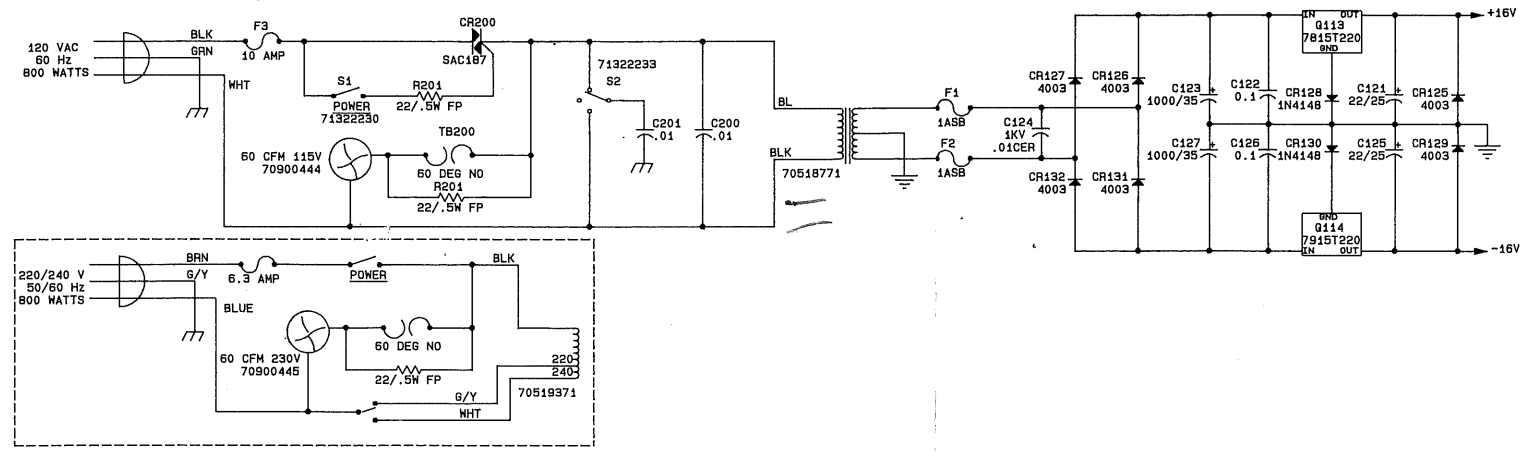 120 VAC
60 Hz
800 WATTS
BLK
GRN
WHT
F3
10 AMP
CR200
SAC187
S1
POWER
71322230
R201
22/.5W FP
60 CFM 115V
70900444
TB200
60 DEG NO
R201
22/.5W FP
71322233
S2
C201
.01
C200
.01
BL
BLK
70518771
F1
1ASB
F2
1ASB
C124
1KV
.01CER
CR127
4003
CR126
4003
CR132
4003
CR131
4003
C123
1000/35
+
C127
1000/35
+
C122
0.1
C126
0.1
IN OUT
Q113
7815T220
GND
CR128
1N4148
CR130
1N4148
GND
Q114
7915T220
IN OUT
C121
22/25
+
C125
22/25
+
CR125
4003
CR129
4003
+16V
-16V
220/240 V
50/60 Hz
800 WATTS
BRN
G/Y
BLUE
6.3 AMP
POWER
BLK
60 CFM 230V
70900445
60 DEG NO
22/.5W FP
220
240
70519371
G/Y
WHT